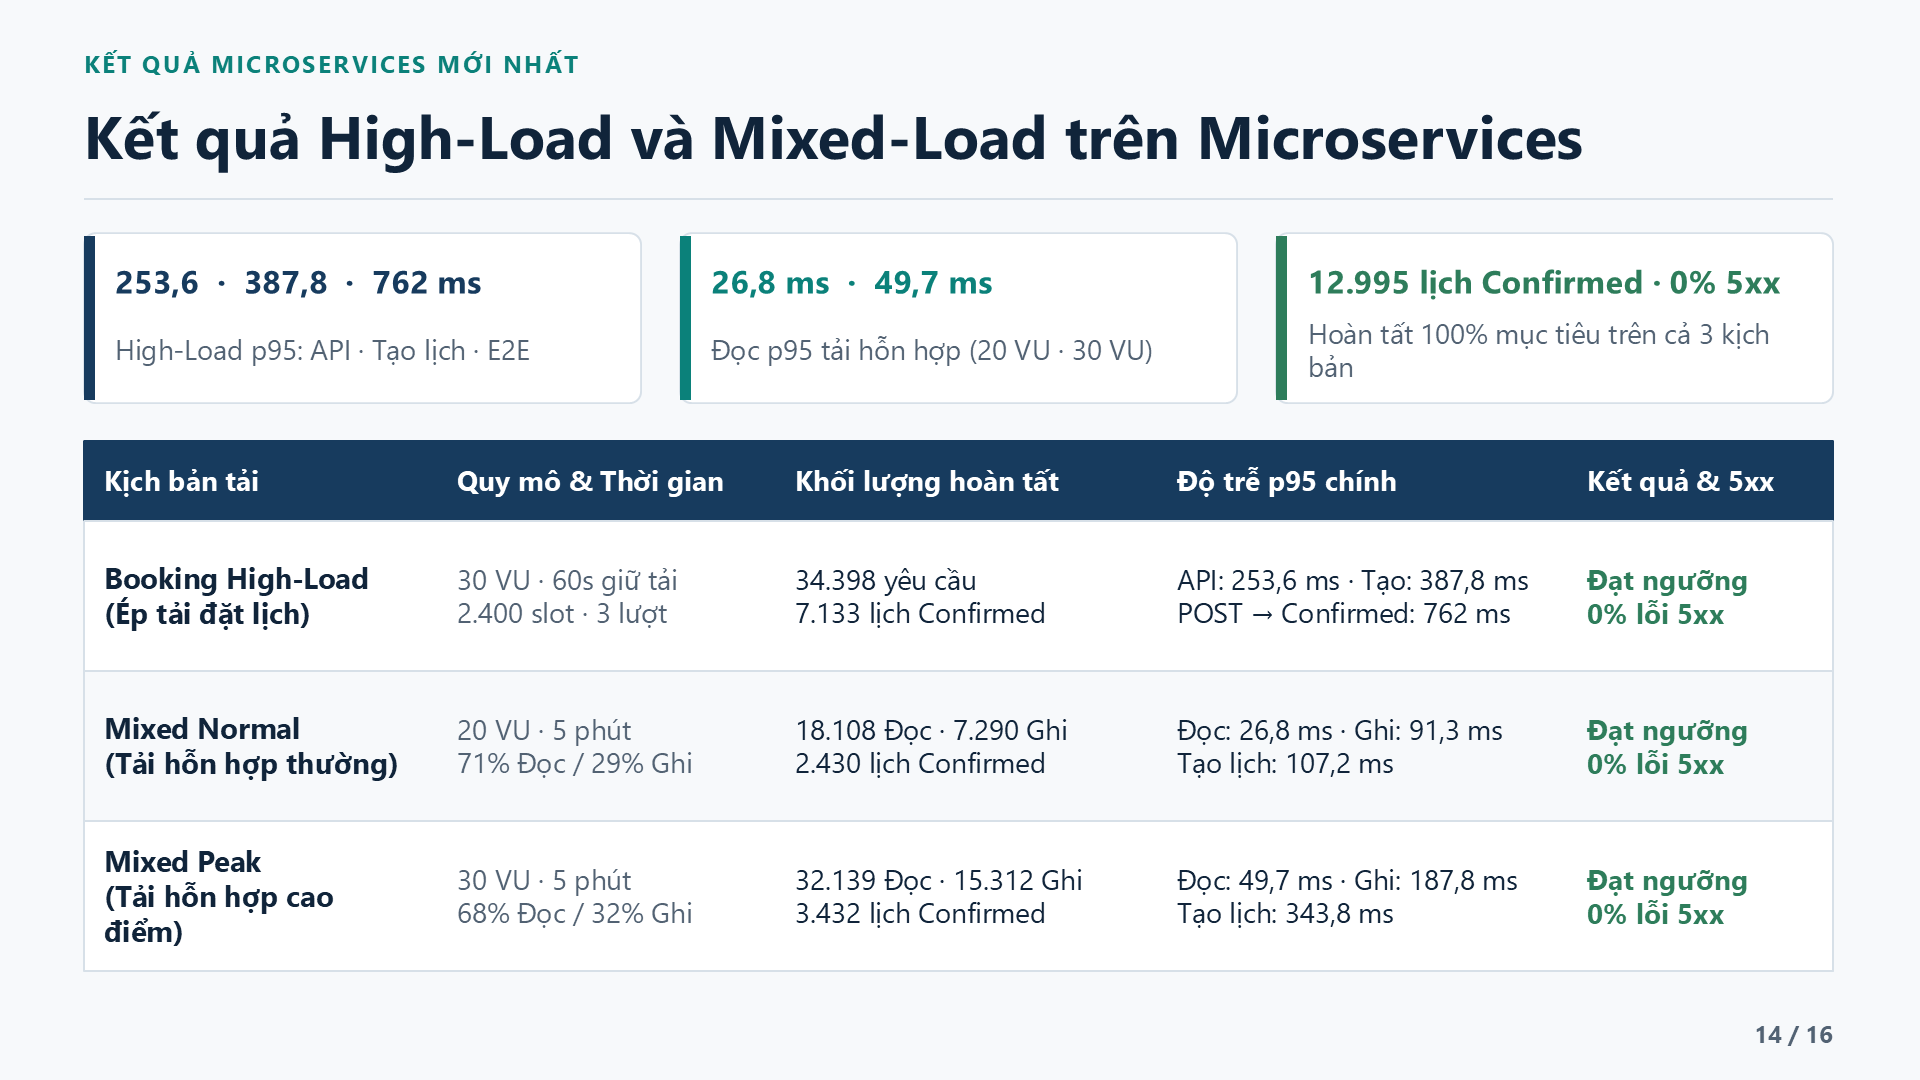 KẾT QUẢ MICROSERVICES MỚI NHẤT
Kết quả High-Load và Mixed-Load trên Microservices
253,6 · 387,8 · 762 ms
High-Load p95: API · Tạo lịch · E2E
26,8 ms · 49,7 ms
Đọc p95 tải hỗn hợp (20 VU · 30 VU)
12.995 lịch Confirmed · 0% 5xx
Hoàn tất 100% mục tiêu trên cả 3 kịch
bản
Kịch bản tải
Quy mô & Thời gian
Khối lượng hoàn tất
Độ trễ p95 chính
Kết quả & 5xx
Booking High-Load
(Ép tải đặt lịch)
30 VU · 60s giữ tải
2.400 slot · 3 lượt
34.398 yêu cầu
7.133 lịch Confirmed
API: 253,6 ms · Tạo: 387,8 ms
POST → Confirmed: 762 ms
Đạt ngưỡng
0% lỗi 5xx
Mixed Normal
(Tải hỗn hợp thường)
20 VU · 5 phút
71% Đọc / 29% Ghi
18.108 Đọc · 7.290 Ghi
2.430 lịch Confirmed
Đọc: 26,8 ms · Ghi: 91,3 ms
Tạo lịch: 107,2 ms
Đạt ngưỡng
0% lỗi 5xx
Mixed Peak
(Tải hỗn hợp cao
điểm)
30 VU · 5 phút
68% Đọc / 32% Ghi
32.139 Đọc · 15.312 Ghi
3.432 lịch Confirmed
Đọc: 49,7 ms · Ghi: 187,8 ms
Tạo lịch: 343,8 ms
Đạt ngưỡng
0% lỗi 5xx
14 / 16